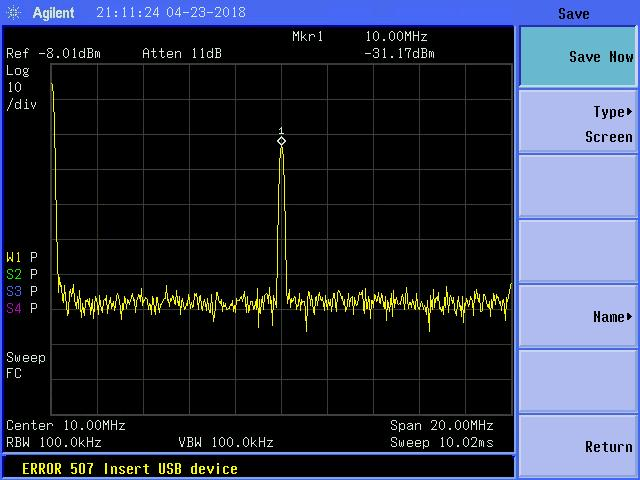 Agilent 21:11:24 04-23-2018 Save
Mkr1 10.00MHz
Ref -8.01dBm Atten 11dB -31.17dBm
Log
10
/div
1
W1 P
S2 P
S3 P
S4 P
Sweep
FC
Center 10.00MHz Span 20.00MHz
RBW 100.0kHz VBW 100.0kHz Sweep 10.02ms
ERROR 507 Insert USB device
Save Now
Type
Screen
Name
Return